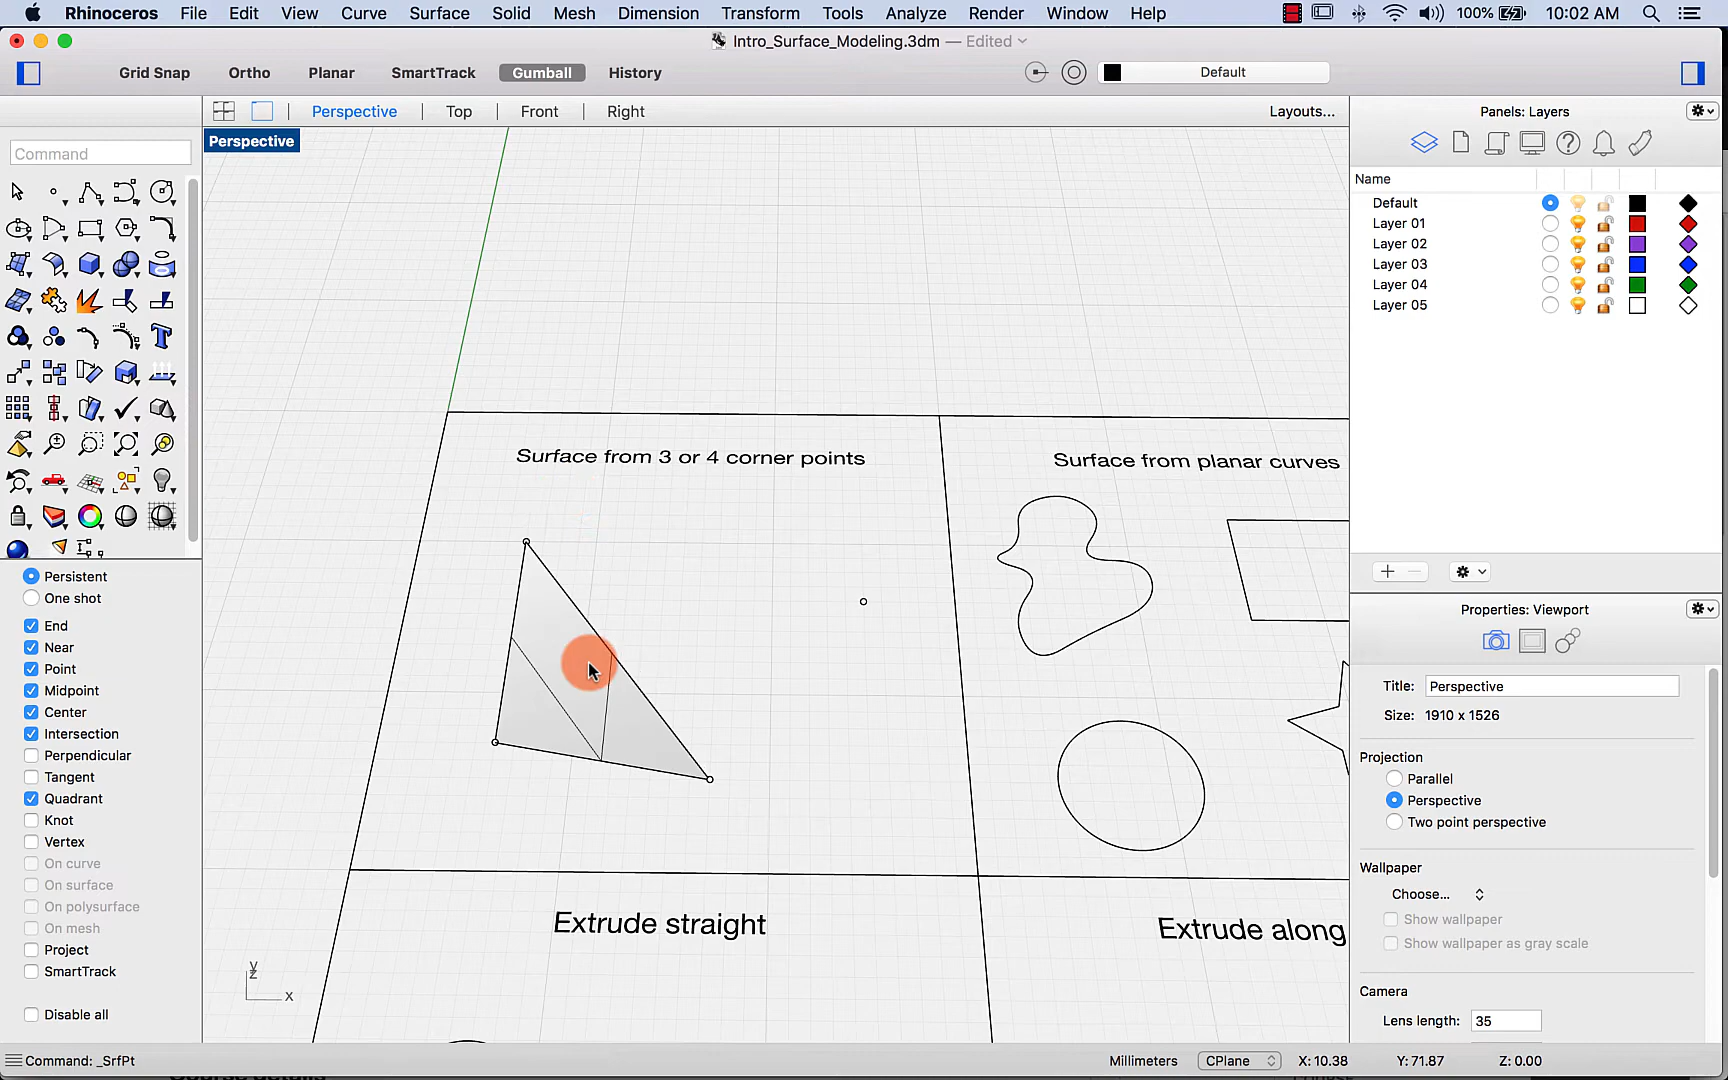 Rhinoceros File Edit View Curve Surface Solid Mesh Dimension Transform Tools Analyze Render Window Help 100% 10:02 AM
Intro_Surface_Modeling.3dm — Edited
Grid Snap Ortho Planar SmartTrack Gumball History Default
Perspective Top Front Right Layouts... Panels: Layers
Perspective
Command
Name
Default
Layer 01
Layer 02
Layer 03
Layer 04
Layer 05
Surface from 3 or 4 corner points
Surface from planar curves
Extrude straight
Extrude along
y
z
x
Persistent
One shot
End
Near
Point
Midpoint
Center
Intersection
Perpendicular
Tangent
Quadrant
Knot
Vertex
On curve
On surface
On polysurface
On mesh
Project
SmartTrack
Disable all
Properties: Viewport
Title: Perspective
Size: 1910 x 1526
Projection
Parallel
Perspective
Two point perspective
Wallpaper
Choose...
Show wallpaper
Show wallpaper as gray scale
Camera
Lens length: 35
Command: _SrfPt Millimeters CPlane X: 10.38 Y: 71.87 Z: 0.00